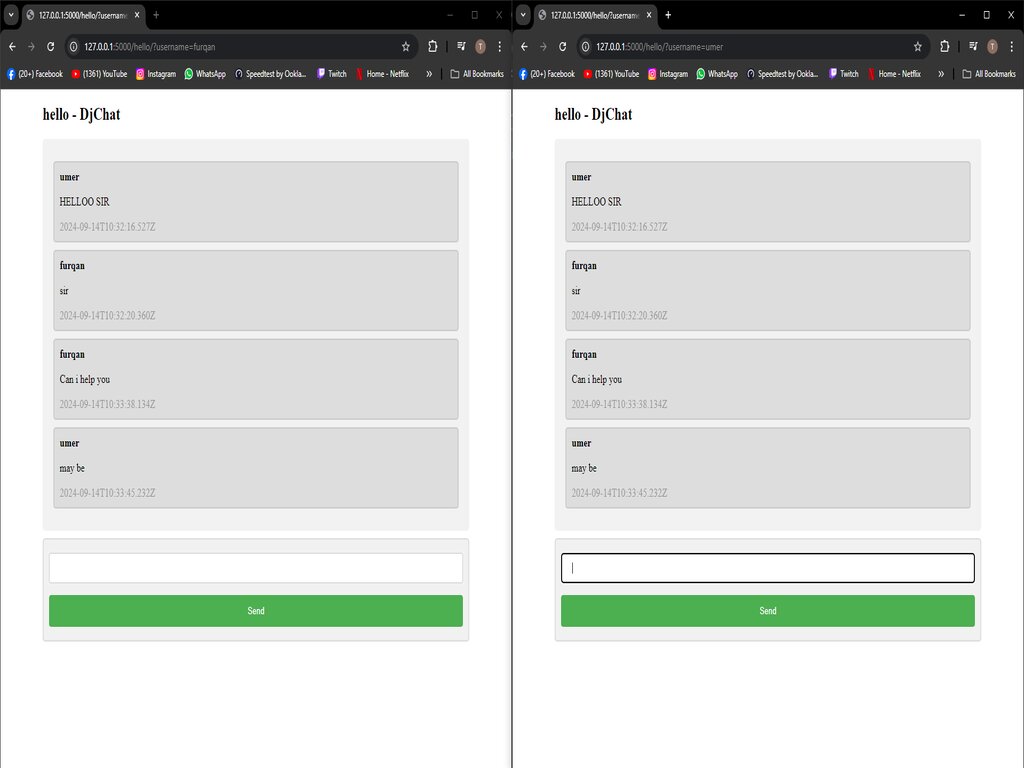 127.0.0.1:5000/hello/?username
127.0.0.1:5000/hello/?username=furqan
(20+) Facebook (1361) YouTube Instagram WhatsApp Speedtest by Ookla... Twitch Home - Netflix » All Bookmarks
hello - DjChat
umer
HELLOO SIR
2024-09-14T10:32:16.527Z
furqan
sir
2024-09-14T10:32:20.360Z
furqan
Can i help you
2024-09-14T10:33:38.134Z
umer
may be
2024-09-14T10:33:45.232Z
Send
127.0.0.1:5000/hello/?username
127.0.0.1:5000/hello/?username=umer
(20+) Facebook (1361) YouTube Instagram WhatsApp Speedtest by Ookla... Twitch Home - Netflix » All Bookmarks
hello - DjChat
umer
HELLOO SIR
2024-09-14T10:32:16.527Z
furqan
sir
2024-09-14T10:32:20.360Z
furqan
Can i help you
2024-09-14T10:33:38.134Z
umer
may be
2024-09-14T10:33:45.232Z
Send